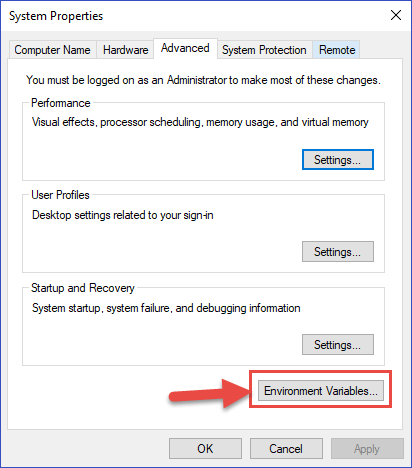 System Properties
Computer Name Hardware Advanced System Protection Remote
You must be logged on as an Administrator to make most of these changes.
Performance
Visual effects, processor scheduling, memory usage, and virtual memory
Settings...
User Profiles
Desktop settings related to your sign-in
Settings...
Startup and Recovery
System startup, system failure, and debugging information
Settings...
Environment Variables...
OK Cancel Apply